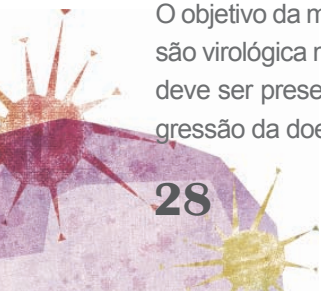 O objetivo da m
são virológica
deve ser prese
gressão da doe
28